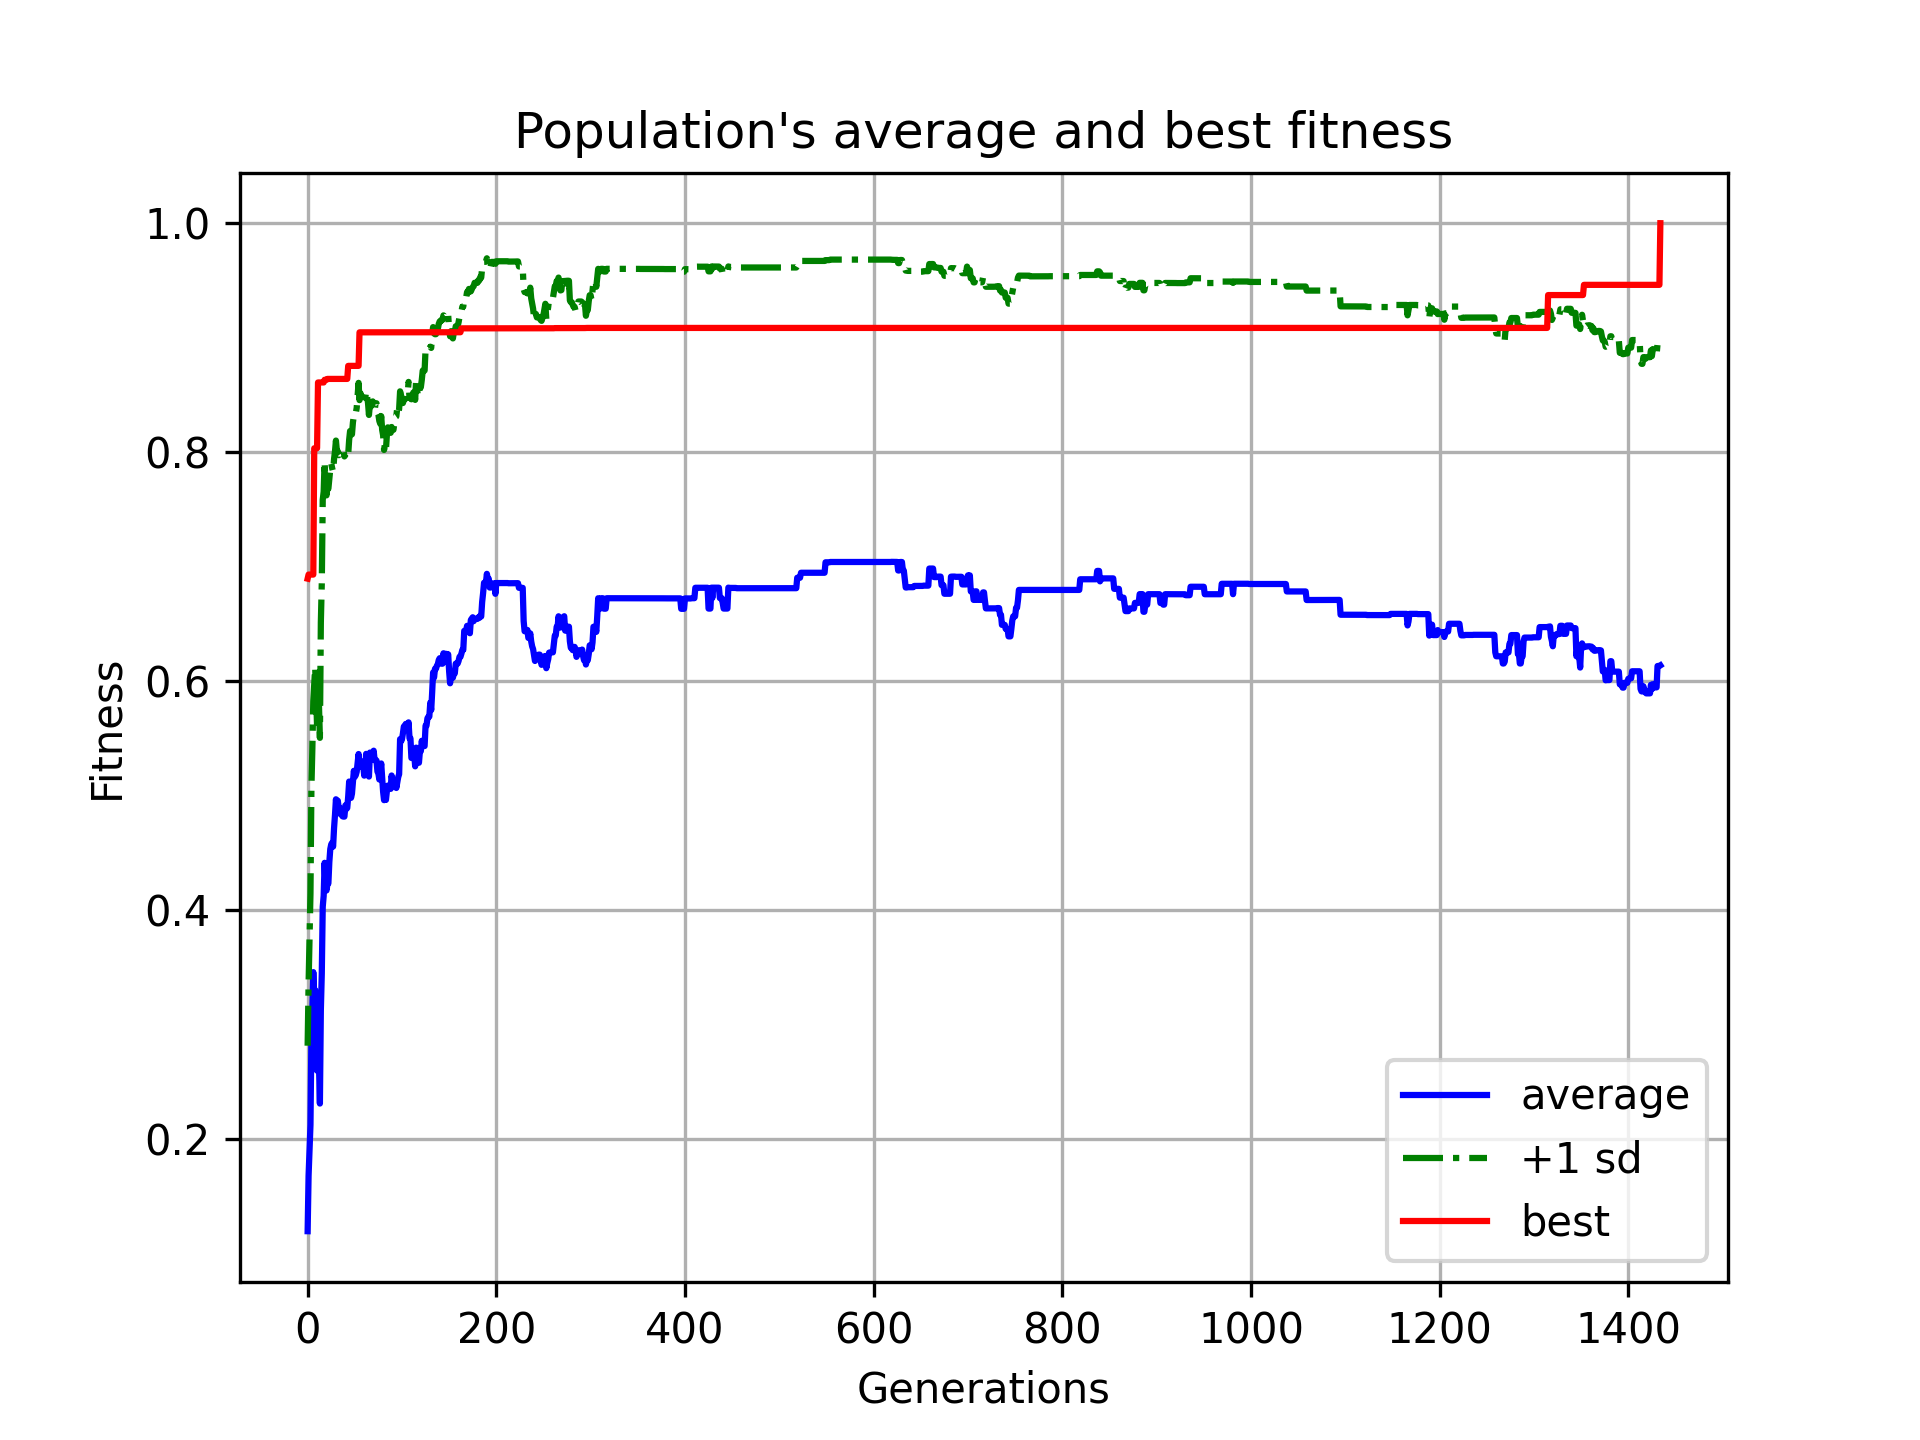 Population's average and best fitness
1.0
0.8
0.6
0.4
0.2
Fitness
average
+1 sd
best
0 200 400 600 800 1000 1200 1400
Generations